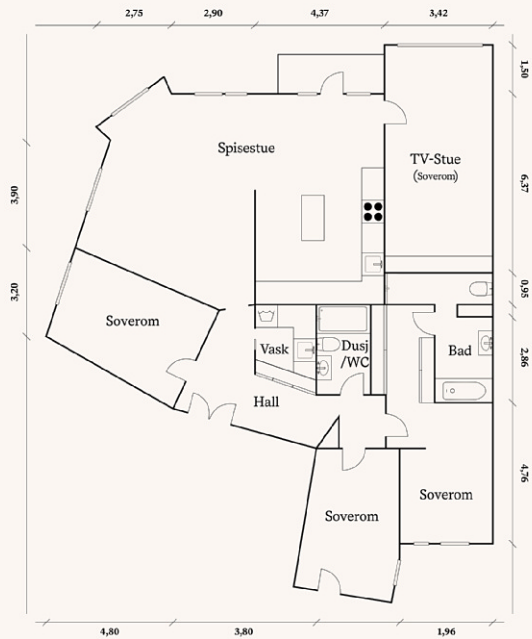 2,75
2,90
4,37
3,42
1,50
Spisestue
TV-Stue
(Soverom)
6,37
3,90
0,95
3,20
Soverom
Vask
Dusj
/WC
Bad
2,86
Hall
4,76
Soverom
Soverom
4,80
3,80
1,96